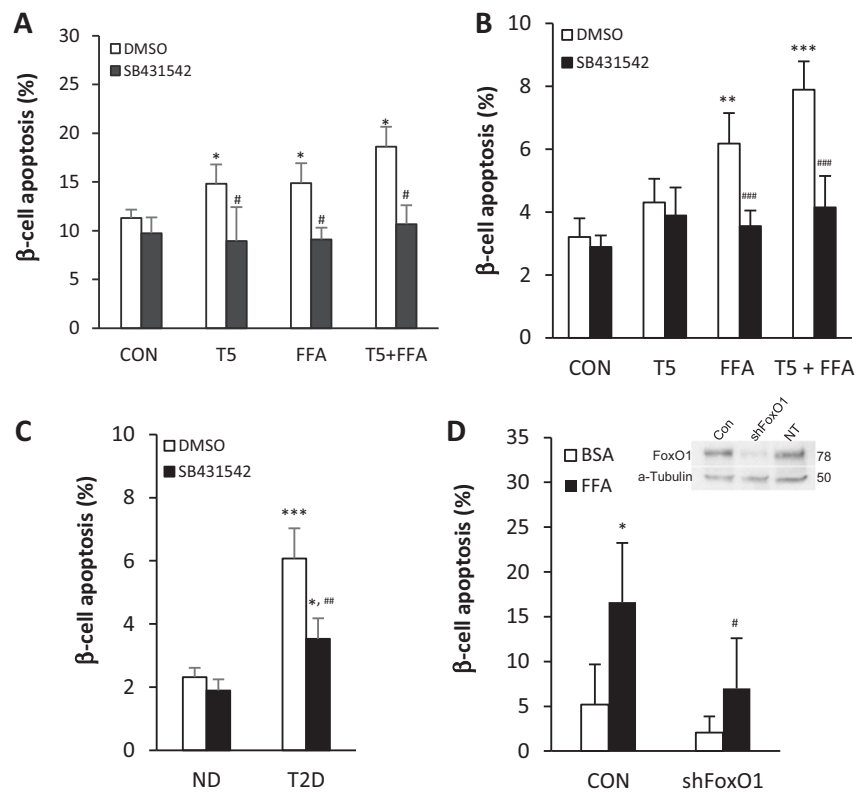 A
β-cell apoptosis (%)
30
25
20
15
10
5
0
DMSO
SB431542
*
#
*
#
*
#
CON T5 FFA T5+FFA
B
β-cell apoptosis (%)
10
8
6
4
2
0
DMSO
SB431542
**
###
***
###
CON T5 FFA T5 + FFA
C
β-cell apoptosis (%)
10
8
6
4
2
0
DMSO
SB431542
***
*, ##
ND T2D
D
β-cell apoptosis (%)
35
30
25
20
15
10
5
0
BSA
FFA
Con shFoxO1 NT
FoxO1 78
a-Tubulin 50
*
#
CON shFoxO1